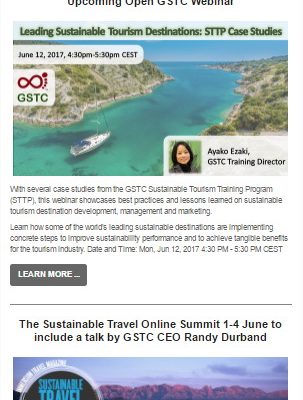 Upcoming Open GSTC Webinar
Leading Sustainable Tourism Destinations: STTP Case Studies
June 12, 2017, 4:30pm-5:30pm CEST
GSTC
Ayako Ezaki,
GSTC Training Director
With several case studies from the GSTC Sustainable Tourism Training Program
(STTP), this webinar showcases best practices and lessons learned on sustainable
tourism destination development, management and marketing.
Learn how some of the world's leading sustainable destinations are implementing
concrete steps to improve sustainability performance and to achieve tangible benefits
for the tourism industry. Date and Time: Mon, Jun 12, 2017 4:30 PM - 5:30 PM CEST
LEARN MORE ...
The Sustainable Travel Online Summit 1-4 June to
include a talk by GSTC CEO Randy Durband
TRAVEL MAGAZINE
SUSTAINABLE
TRAVEL